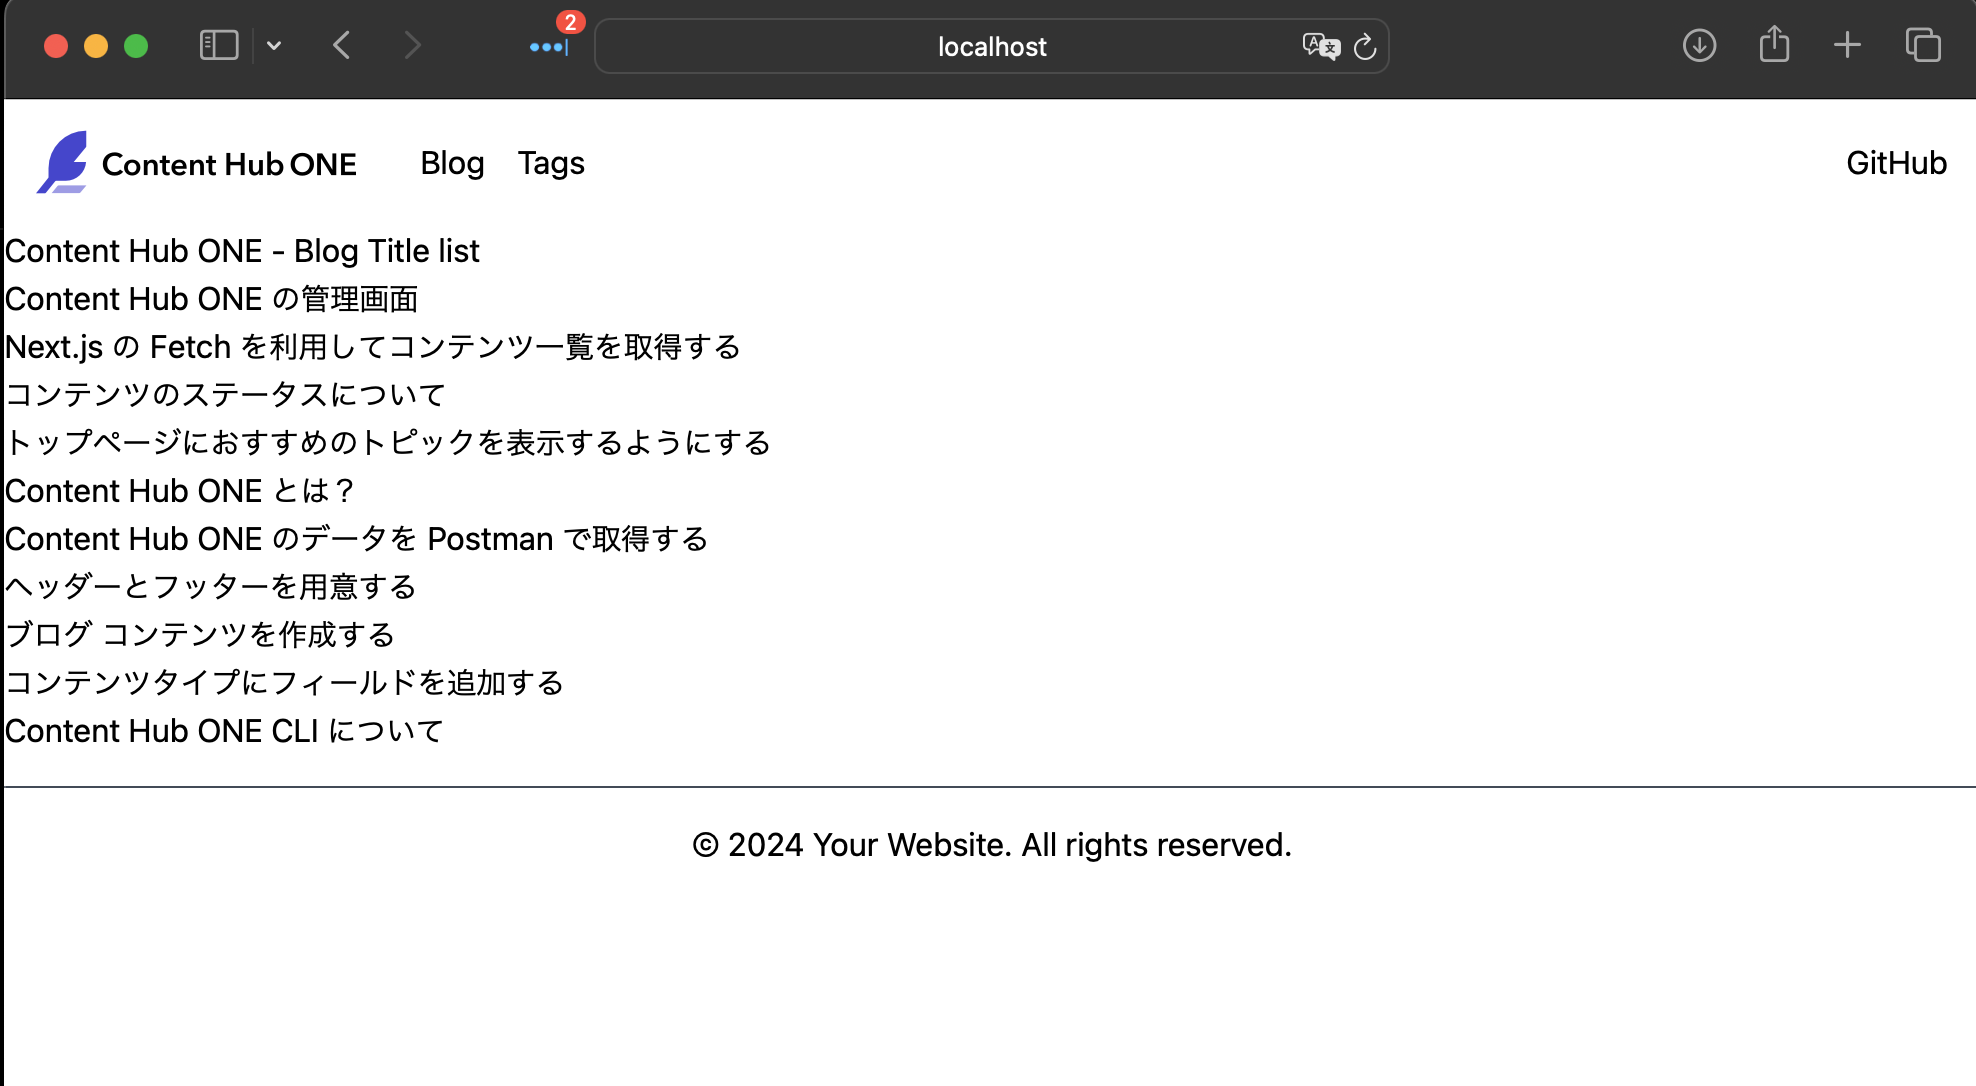 2
localhost
Content Hub ONE Blog Tags GitHub
Content Hub ONE - Blog Title list
Content Hub ONE の管理画面
Next.js の Fetch を利用してコンテンツ一覧を取得する
コンテンツのステータスについて
トップページにおすすめのトピックを表示するようにする
Content Hub ONE とは？
Content Hub ONE のデータを Postman で取得する
ヘッダーとフッターを用意する
ブログ コンテンツを作成する
コンテンツタイプにフィールドを追加する
Content Hub ONE CLI について
© 2024 Your Website. All rights reserved.